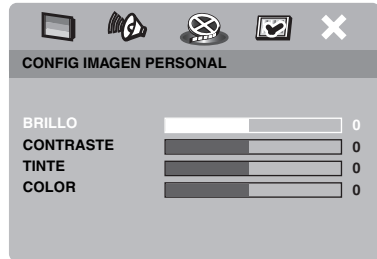 CONFIG IMAGEN PERSONAL
BRILLO 0
CONTRASTE 0
TINTE 0
COLOR 0